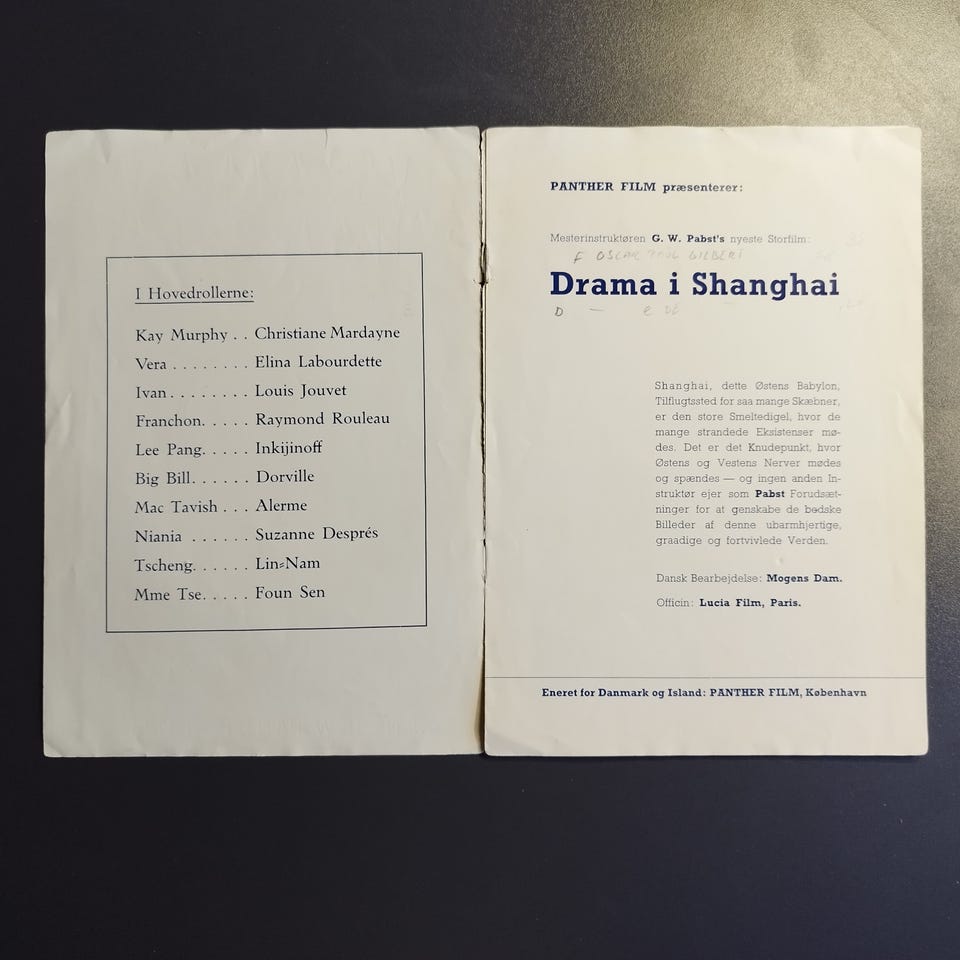 I Hovedrollerne:
Kay Murphy . . Christiane Mardayne
Vera . . . . . . . . Elina Labourdette
Ivan . . . . . . . . Louis Jouvet
Franchon. . . . . Raymond Rouleau
Lee Pang. . . . . Inkijinoff
Big Bill. . . . . . Dorville
Mac Tavish . . . Alerme
Niania . . . . . . Suzanne Després
Tscheng. . . . . . Lin-Nam
Mme Tse. . . . . Foun Sen
PANTHER FILM præsenterer:
Mesterinstruktøren G. W. Pabst's nyeste Storfilm:
F OSCAR PAUL GILBERT
Drama i Shanghai
Shanghai, dette Østens Babylon,
Tilflugtssted for saa mange Skæbner,
er den store Smeltedigel, hvor de
mange strandede Eksistenser mø-
des. Det er det Knudepunkt, hvor
Østens og Vestens Nerver mødes
og spændes — og ingen anden In-
struktør ejer som Pabst Forudsæt-
ninger for at genskabe de bedske
Billeder af denne ubarmhjertige,
graadige og fortvivlede Verden.
Dansk Bearbejdelse: Mogens Dam.
Officin: Lucia Film, Paris.
Eneret for Danmark og Island: PANTHER FILM, København